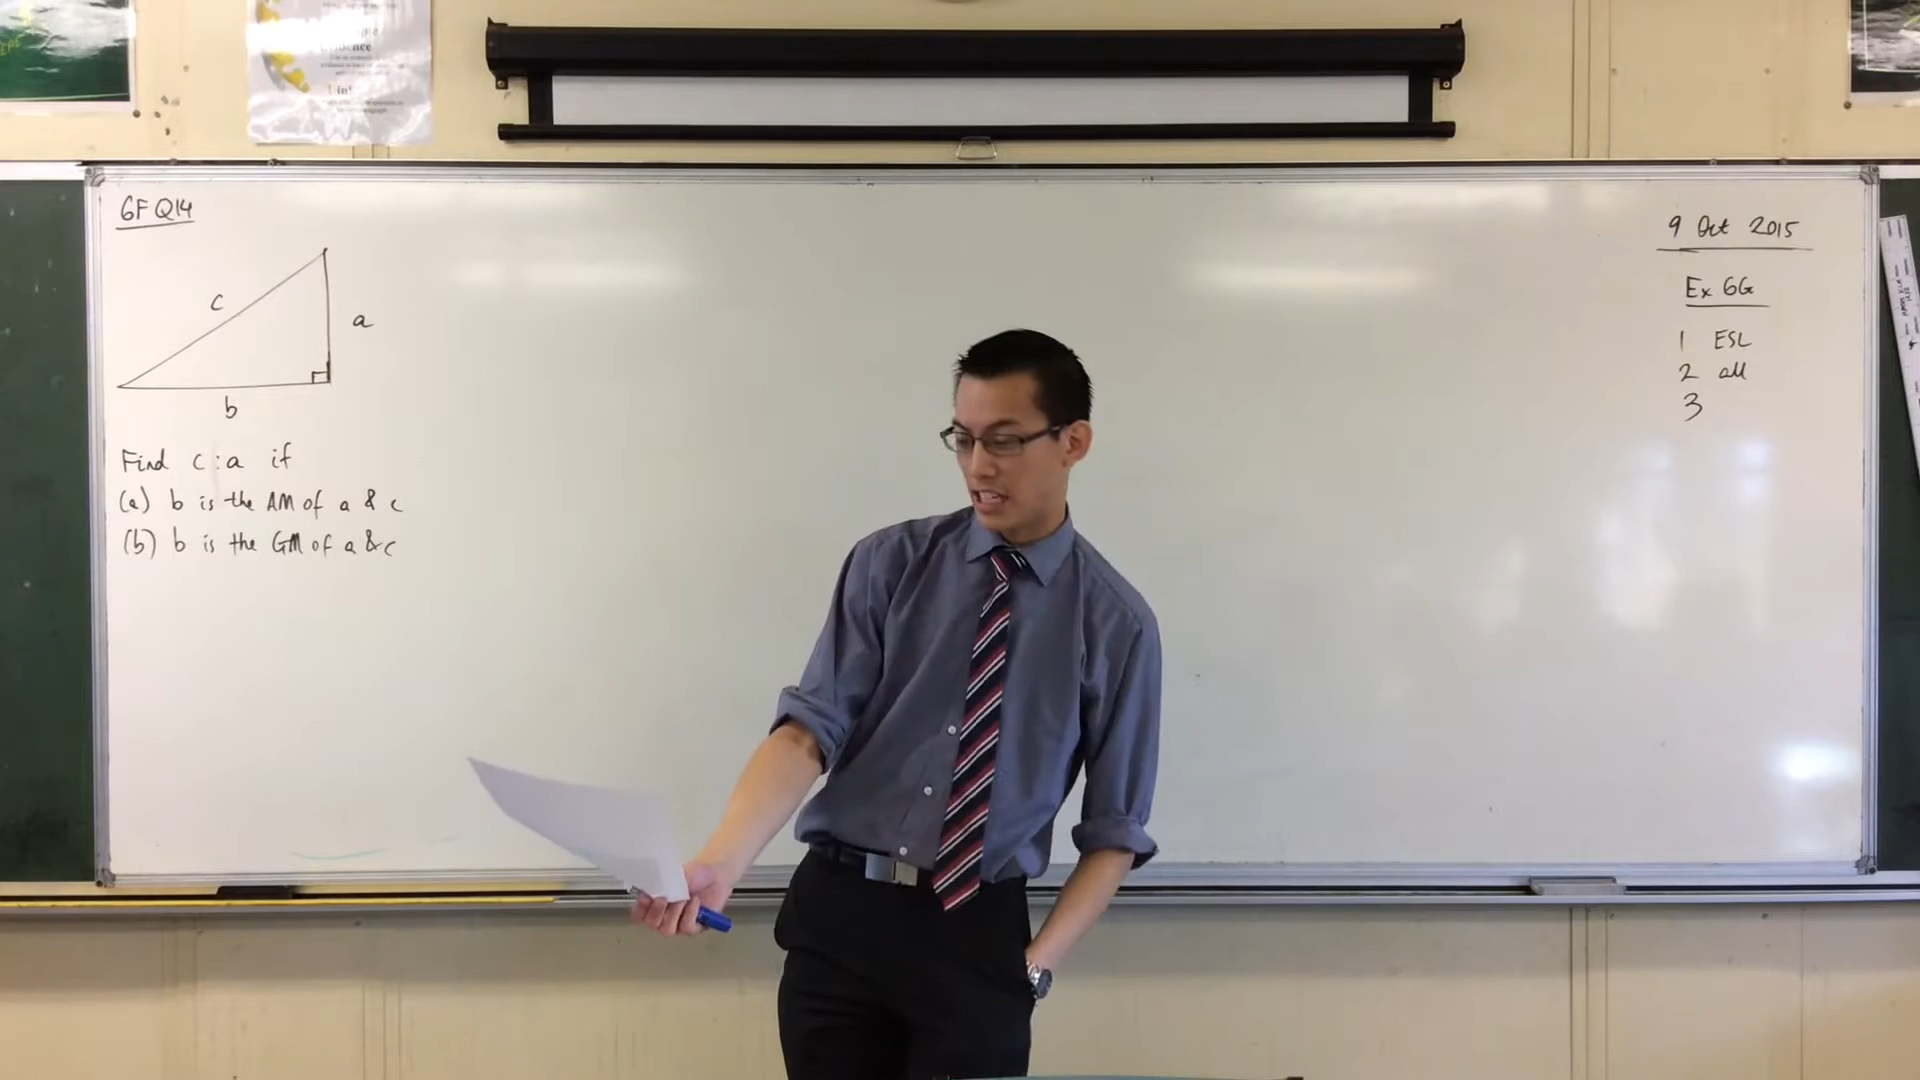 6F Q14
c
a
b
Find c : a if
(a) b is the AM of a & c
(b) b is the GM of a & c
9 Oct 2015
Ex 6G
1 ESL
2 all
3